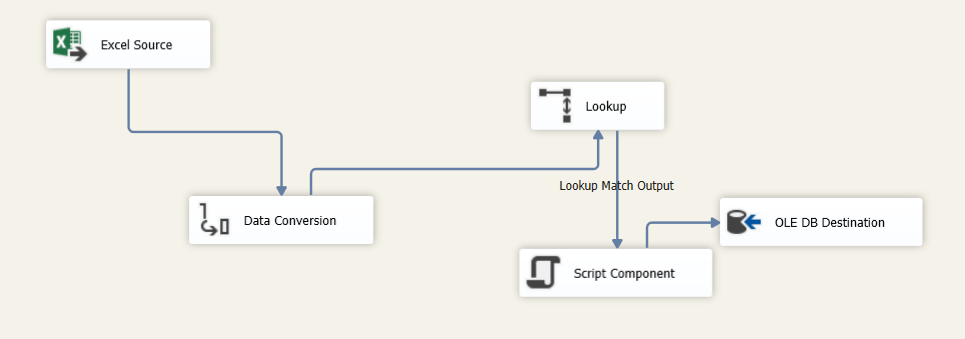 Excel Source
Lookup
Lookup Match Output
Data Conversion
OLE DB Destination
Script Component